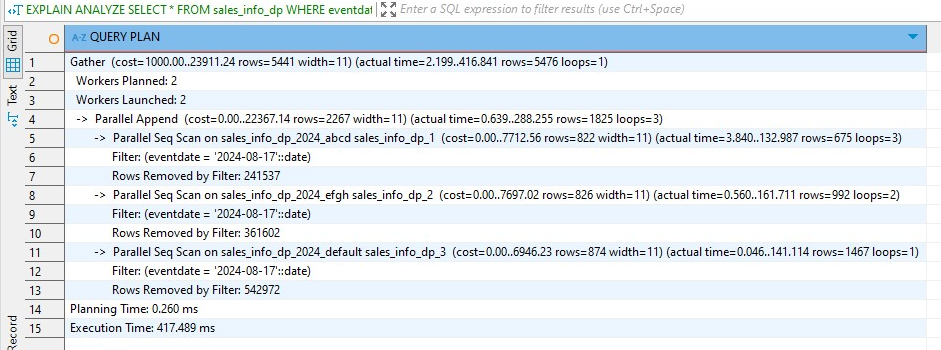 EXPLAIN ANALYZE SELECT * FROM sales_info_dp WHERE eventdat
Enter a SQL expression to filter results (use Ctrl+Space)
Grid
Text
Record
A-Z QUERY PLAN
1 Gather (cost=1000.00..23911.24 rows=5441 width=11) (actual time=2.199..416.841 rows=5476 loops=1)
2 Workers Planned: 2
3 Workers Launched: 2
4 -> Parallel Append (cost=0.00..22367.14 rows=2267 width=11) (actual time=0.639..288.255 rows=1825 loops=3)
5 -> Parallel Seq Scan on sales_info_dp_2024_abcd sales_info_dp_1 (cost=0.00..7712.56 rows=822 width=11) (actual time=3.840..132.987 rows=675 loops=3)
6 Filter: (eventdate = '2024-08-17'::date)
7 Rows Removed by Filter: 241537
8 -> Parallel Seq Scan on sales_info_dp_2024_efgh sales_info_dp_2 (cost=0.00..7697.02 rows=826 width=11) (actual time=0.560..161.711 rows=992 loops=2)
9 Filter: (eventdate = '2024-08-17'::date)
10 Rows Removed by Filter: 361602
11 -> Parallel Seq Scan on sales_info_dp_2024_default sales_info_dp_3 (cost=0.00..6946.23 rows=874 width=11) (actual time=0.046..141.114 rows=1467 loops=1)
12 Filter: (eventdate = '2024-08-17'::date)
13 Rows Removed by Filter: 542972
14 Planning Time: 0.260 ms
15 Execution Time: 417.489 ms